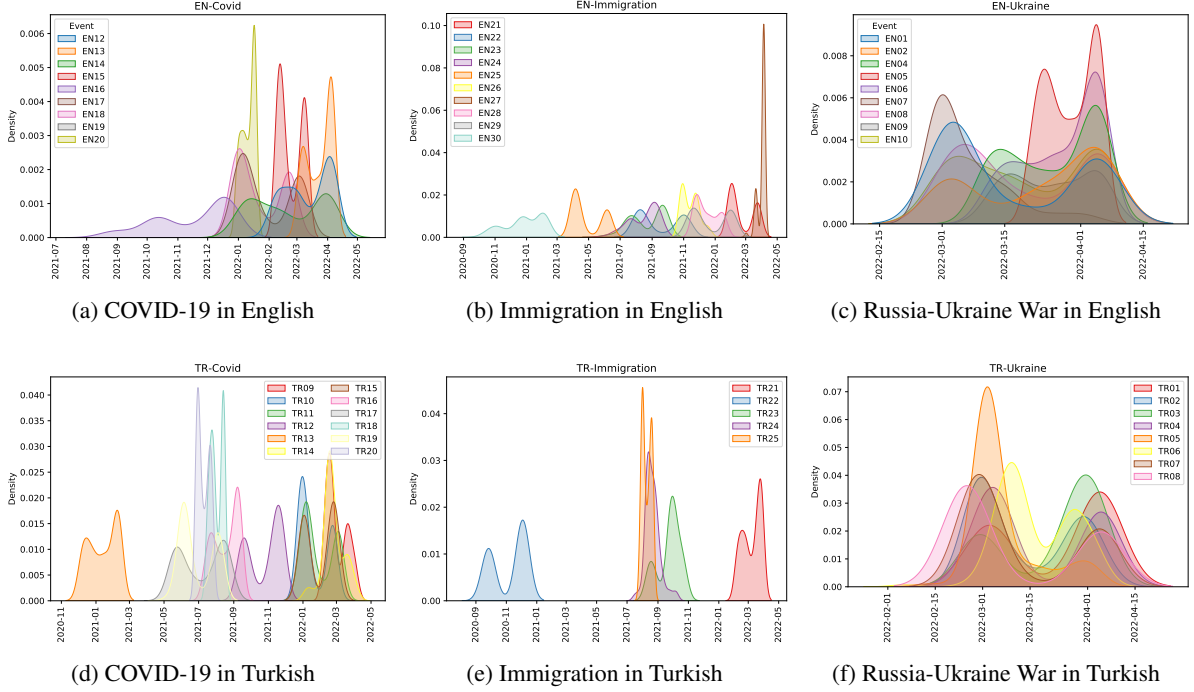 EN-Covid
Event
EN12
EN13
EN14
EN15
EN16
EN17
EN18
EN19
EN20
Density
0.006
0.005
0.004
0.003
0.002
0.001
0.000
2021-07
2021-08
2021-09
2021-10
2021-11
2021-12
2022-01
2022-02
2022-03
2022-04
2022-05
(a) COVID-19 in English
EN-Immigration
EN21
EN22
EN23
EN24
EN25
EN26
EN27
EN28
EN29
EN30
Density
0.10
0.08
0.06
0.04
0.02
0.00
2020-09
2020-11
2021-01
2021-03
2021-05
2021-07
2021-09
2021-11
2022-01
2022-03
2022-05
(b) Immigration in English
EN-Ukraine
Event
EN01
EN02
EN04
EN05
EN06
EN07
EN08
EN09
EN10
Density
0.008
0.006
0.004
0.002
0.000
2022-02-15
2022-03-01
2022-03-15
2022-04-01
2022-04-15
(c) Russia-Ukraine War in English
TR-Covid
TR09 TR15
TR10 TR16
TR11 TR17
TR12 TR18
TR13 TR19
TR14 TR20
Density
0.040
0.035
0.030
0.025
0.020
0.015
0.010
0.005
0.000
2020-11
2021-01
2021-03
2021-05
2021-07
2021-09
2021-11
2022-01
2022-03
2022-05
(d) COVID-19 in Turkish
TR-Immigration
TR21
TR22
TR23
TR24
TR25
Density
0.04
0.03
0.02
0.01
0.00
2020-09
2020-11
2021-01
2021-03
2021-05
2021-07
2021-09
2021-11
2022-01
2022-03
2022-05
(e) Immigration in Turkish
TR-Ukraine
TR01
TR02
TR03
TR04
TR05
TR06
TR07
TR08
Density
0.07
0.06
0.05
0.04
0.03
0.02
0.01
0.00
2022-02-01
2022-02-15
2022-03-01
2022-03-15
2022-04-01
2022-04-15
(f) Russia-Ukraine War in Turkish